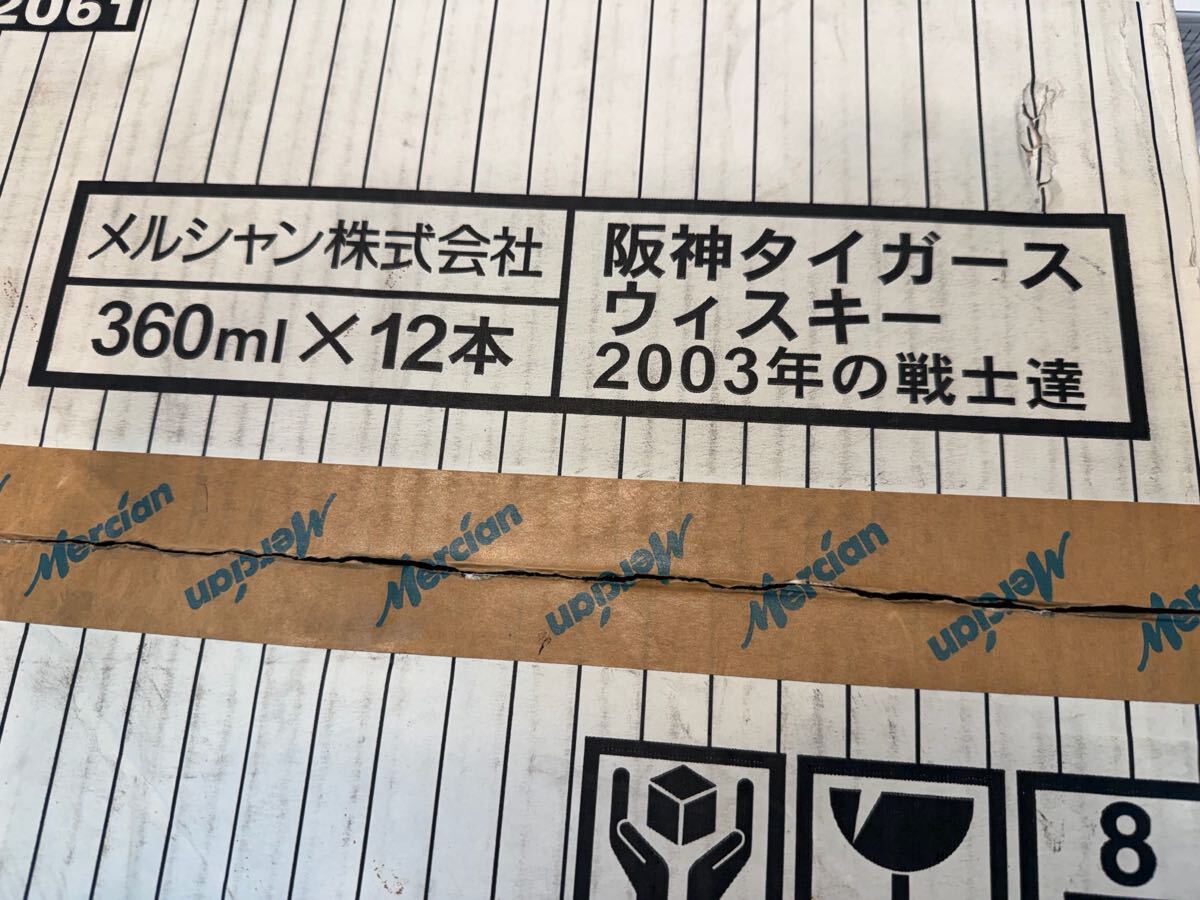 2061
メルシャン株式会社
360ml×12本
阪神タイガース
ウィスキー
2003年の戦士達
Mercian
Mercian
Mercian
Mercian
Mercian
Mercian
8